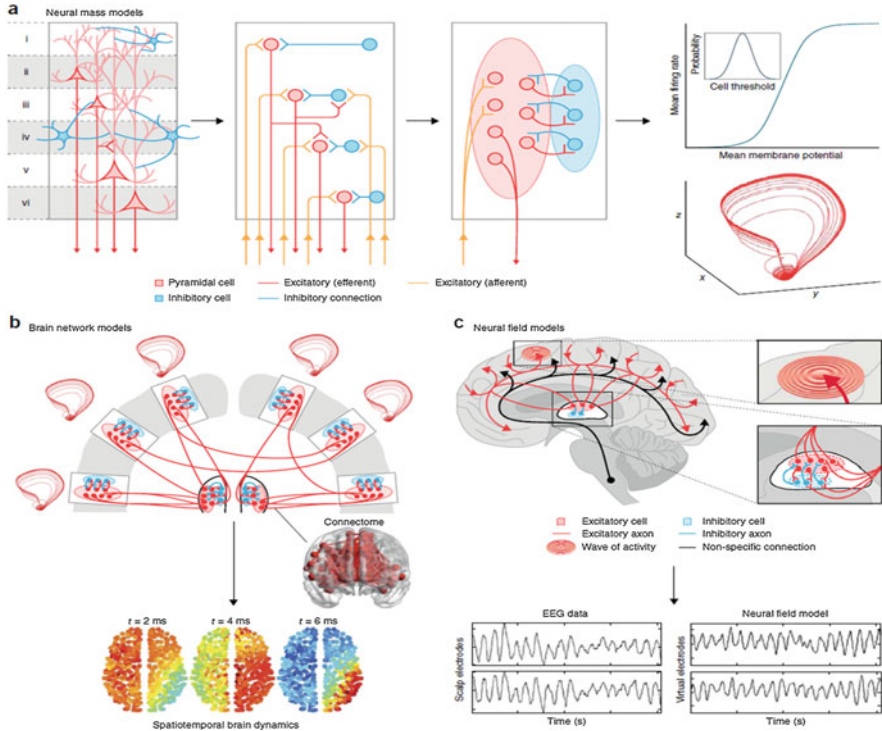 a
Neural mass models
i
ii
iii
iv
v
vi
Mean firing rate
Probability
Cell threshold
Mean membrane potential
z
x
y
Pyramidal cell
Excitatory (efferent)
Excitatory (afferent)
Inhibitory cell
Inhibitory connection
b
Brain network models
Connectome
t = 2 ms
t = 4 ms
t = 6 ms
Spatiotemporal brain dynamics
c
Neural field models
Excitatory cell
Inhibitory cell
Excitatory axon
Inhibitory axon
Wave of activity
Non-specific connection
EEG data
Neural field model
Scalp electrodes
Virtual electrodes
Time (s)
Time (s)